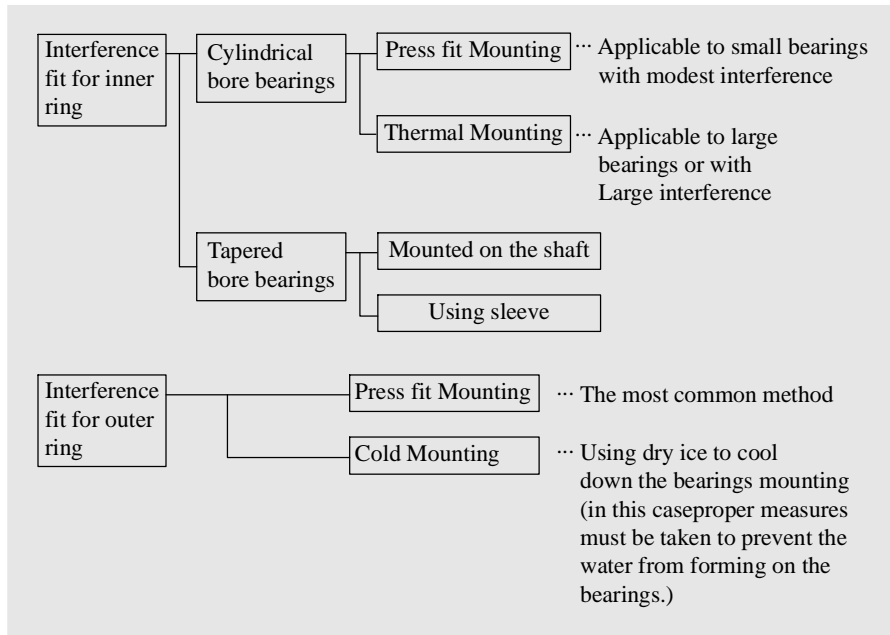 Interference
fit for inner
ring
Cylindrical
bore bearings
Press fit Mounting
··· Applicable to small bearings
with modest interference
Thermal Mounting
··· Applicable to large
bearings or with
Large interference
Tapered
bore bearings
Mounted on the shaft
Using sleeve
Interference
fit for outer
ring
Press fit Mounting
··· The most common method
Cold Mounting
··· Using dry ice to cool
down the bearings mounting
(in this caseproper measures
must be taken to prevent the
water from forming on the
bearings.)